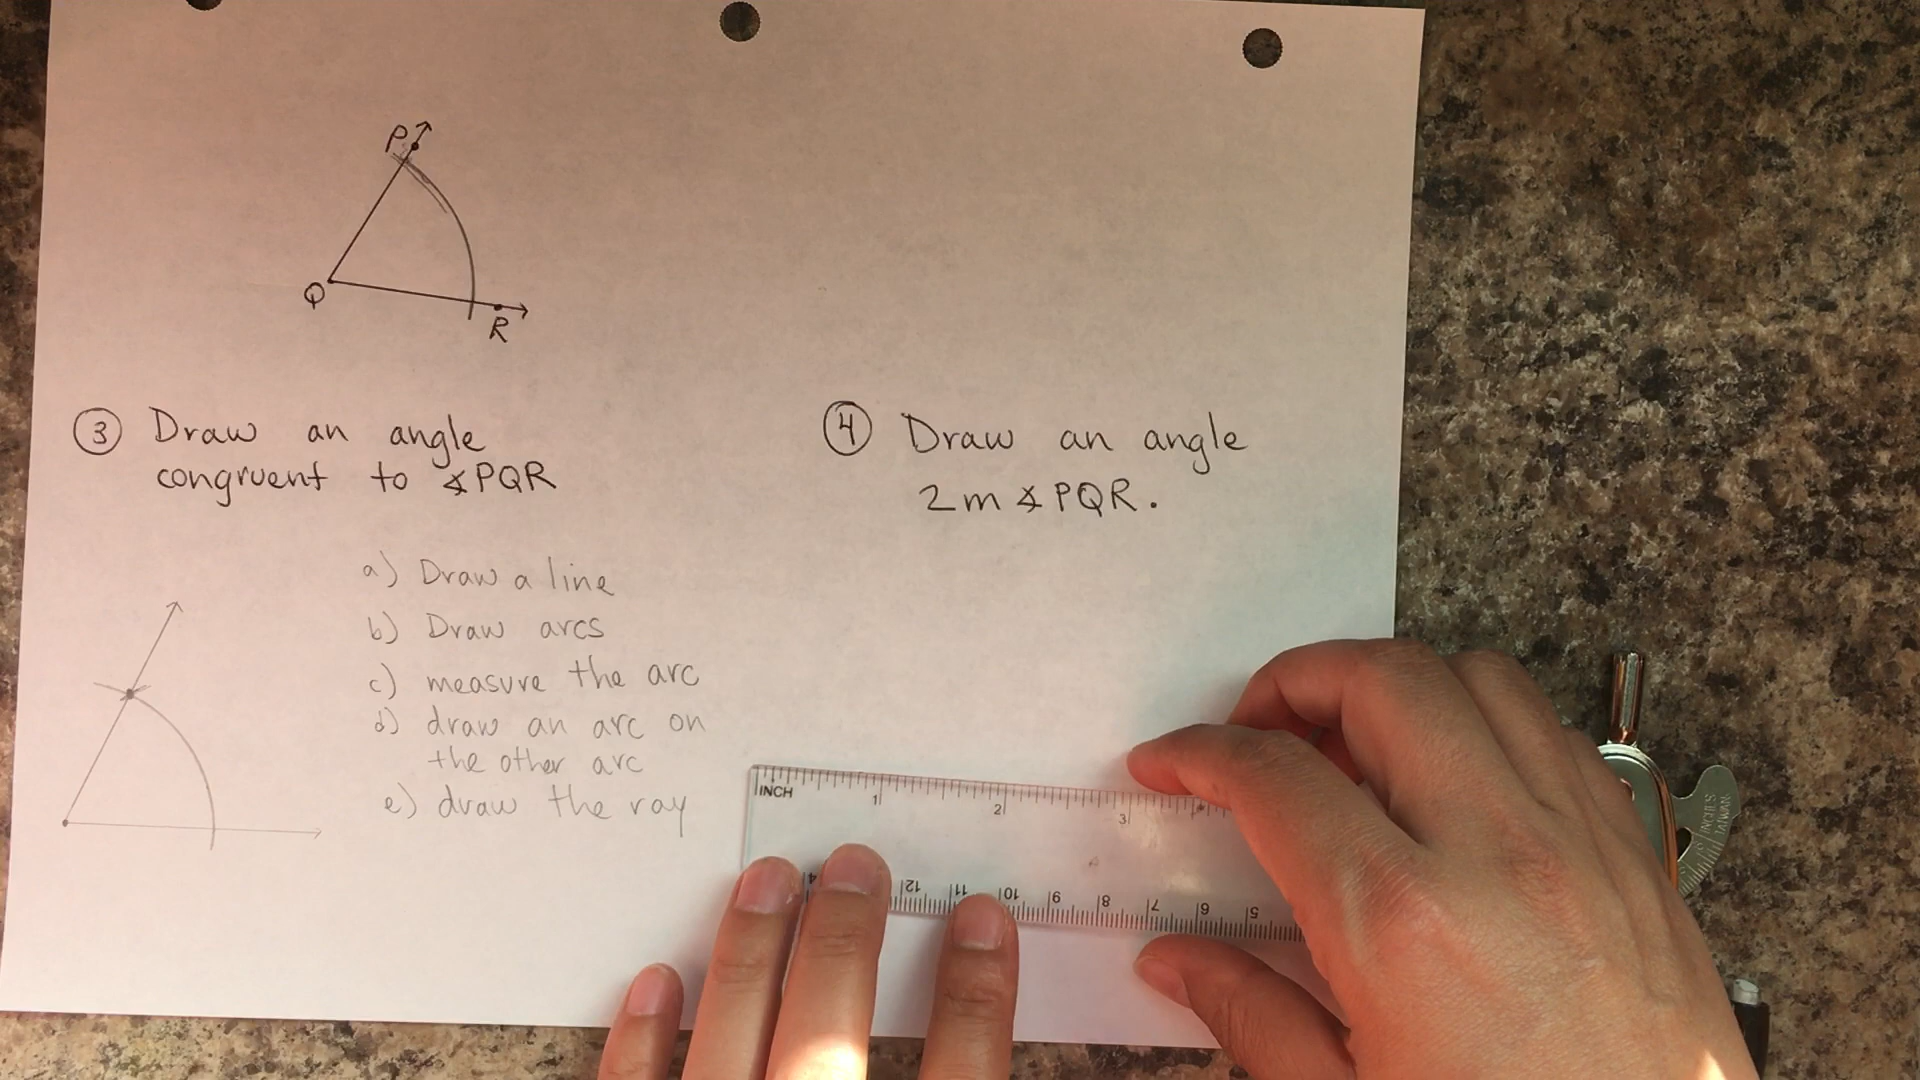 P
Q
R
3 Draw an angle
congruent to ∡PQR
a) Draw a line
b) Draw arcs
c) measure the arc
d) draw an arc on
the other arc
e) draw the ray
4 Draw an angle
2m∡PQR.
INCH 1 2 3
12 11 10 9 8 7 6 5
INCHES
TAIWAN